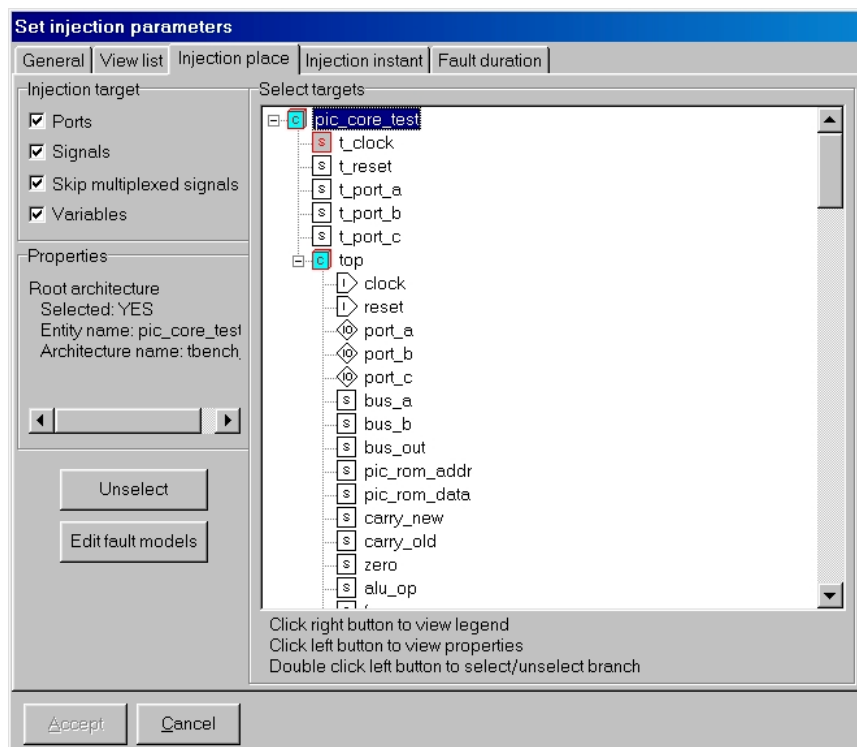 Set injection parameters
General View list Injection place Injection instant Fault duration
Injection target
Ports
Signals
Skip multiplexed signals
Variables
Properties
Root architecture
Selected: YES
Entity name: pic_core_test
Architecture name: tbench_
Unselect
Edit fault models
Select targets
C pic_core_test
S t_clock
S t_reset
S t_port_a
S t_port_b
S t_port_c
C top
I clock
I reset
IO port_a
IO port_b
IO port_c
S bus_a
S bus_b
S bus_out
S pic_rom_addr
S pic_rom_data
S carry_new
S carry_old
S zero
S alu_op
Click right button to view legend
Click left button to view properties
Double click left button to select/unselect branch
Accept Cancel